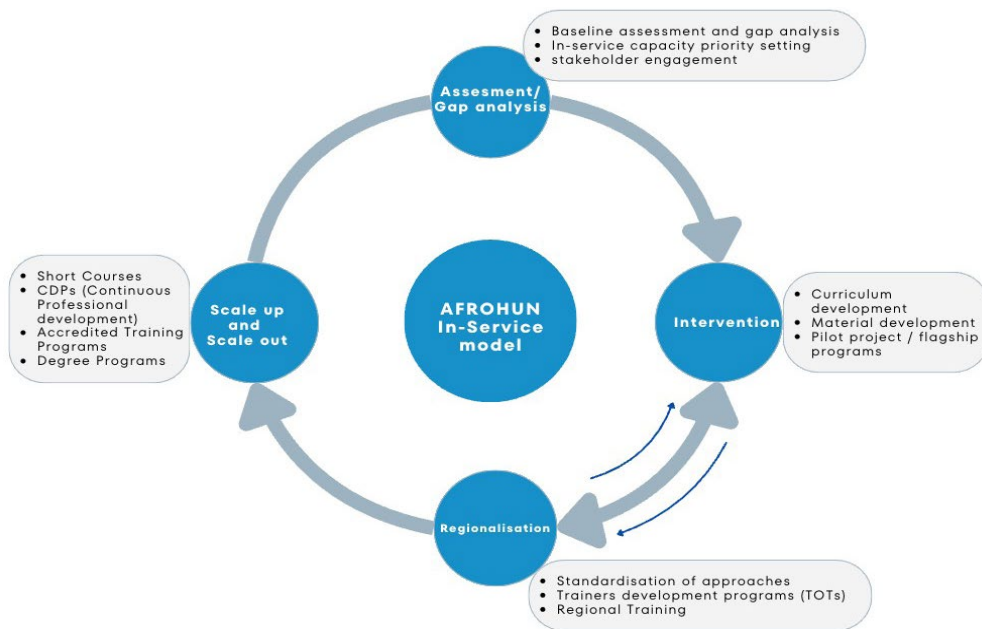 • Baseline assessment and gap analysis
• In-service capacity priority setting
• stakeholder engagement
Assesment/
Gap analysis
• Short Courses
• CDPs (Continuous
Professional
development)
• Accredited Training
Programs
• Degree Programs
Scale up
and
Scale out
AFROHUN
In-Service
model
Intervention
• Curriculum
development
• Material development
• Pilot project / flagship
programs
Regionalisation
• Standardisation of approaches
• Trainers development programs (TOTs)
• Regional Training